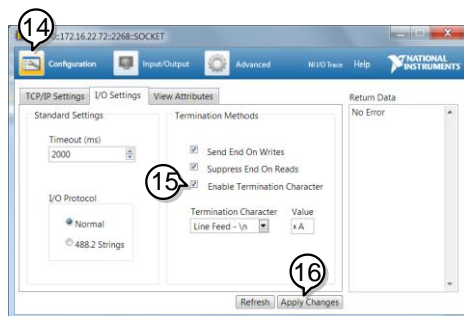 14
::172.16.22.72::2268::SOCKET
Configuration Input/Output Advanced NI I/O Trace Help NATIONAL INSTRUMENTS
TCP/IP Settings I/O Settings View Attributes Return Data
Standard Settings Termination Methods No Error
Timeout (ms)
2000
Send End On Writes
Suppress End On Reads
15 Enable Termination Character
I/O Protocol
Termination Character Value
Normal Line Feed - \n xA
488.2 Strings
16
Refresh Apply Changes